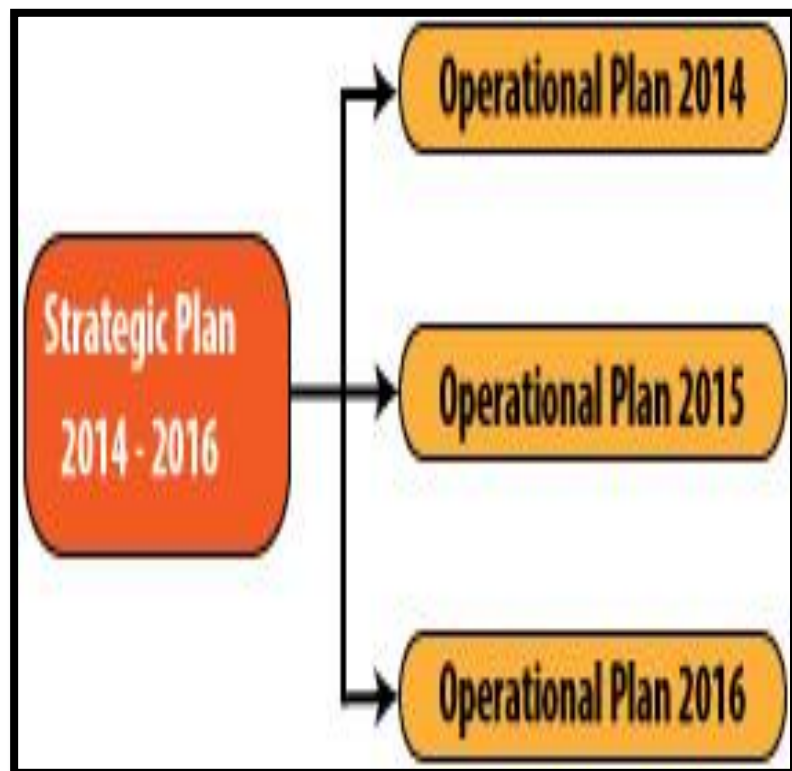 Strategic Plan
2014 - 2016
Operational Plan 2014
Operational Plan 2015
Operational Plan 2016